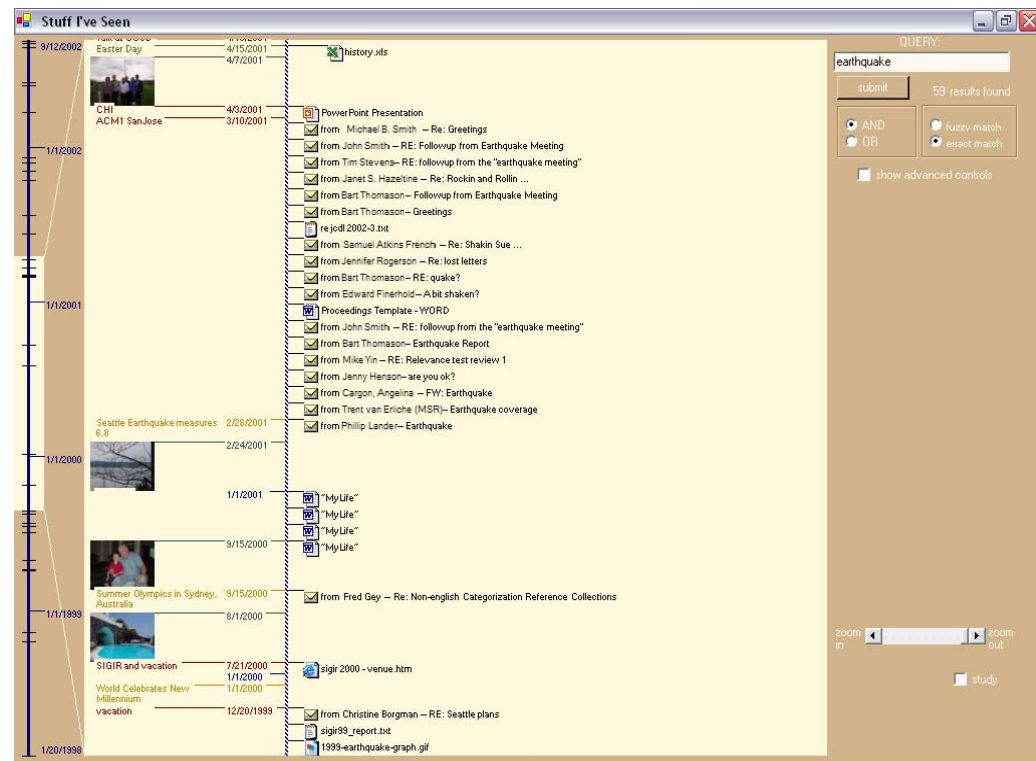 Stuff I've Seen
9/12/2002
1/1/2002
1/1/2001
1/1/2000
1/1/1999
1/20/1998
Easter Day 4/15/2001
4/7/2001
CHI 4/3/2001
ACM1 SanJose 3/10/2001
Seattle Earthquake measures 2/28/2001
6.8
2/24/2001
1/1/2001
9/15/2000
Summer Olympics in Sydney, 9/15/2000
Australia
8/1/2000
SIGIR and vacation 7/21/2000
1/1/2000
World Celebrates New 1/1/2000
Millennium
vacation 12/20/1999
history.xls
PowerPoint Presentation
from Michael B. Smith – Re: Greetings
from John Smith – RE: Followup from Earthquake Meeting
from Tim Stevens– RE: followup from the "earthquake meeting"
from Janet S. Hazeltine – Re: Rockin and Rollin ...
from Bart Thomason– Followup from Earthquake Meeting
from Bart Thomason– Greetings
re jcdl 2002-3.txt
from Samuel Atkins French – Re: Shakin Sue ...
from Jennifer Rogerson – Re: lost letters
from Bart Thomason– RE: quake?
from Edward Finerhold– A bit shaken?
Proceedings Template - WORD
from John Smith – RE: followup from the "earthquake meeting"
from Bart Thomason– Earthquake Report
from Mike Yin – RE: Relevance test review 1
from Jenny Henson– are you ok?
from Cargon, Angelina – FW: Earthquake
from Trent van Erliche (MSR)– Earthquake coverage
from Phillip Lander– Earthquake
"MyLife"
"MyLife"
"MyLife"
"MyLife"
from Fred Gey – Re: Non-english Categorization Reference Collections
sigir 2000 - venue.htm
from Christine Borgman – RE: Seattle plans
sigir99_report.txt
1999-earthquake-graph.gif
QUERY:
earthquake
submit 59 results found
AND fuzzy match
OR exact match
show advanced controls
zoom zoom
in out
study